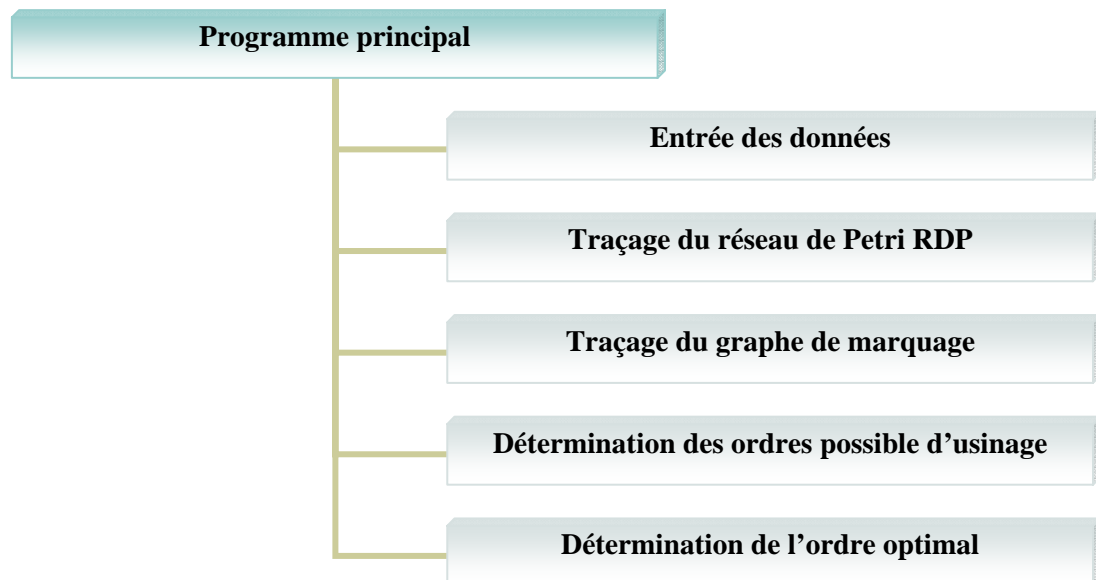 Programme principal
Entrée des données
Traçage du réseau de Petri RDP
Traçage du graphe de marquage
Détermination des ordres possible d’usinage
Détermination de l’ordre optimal